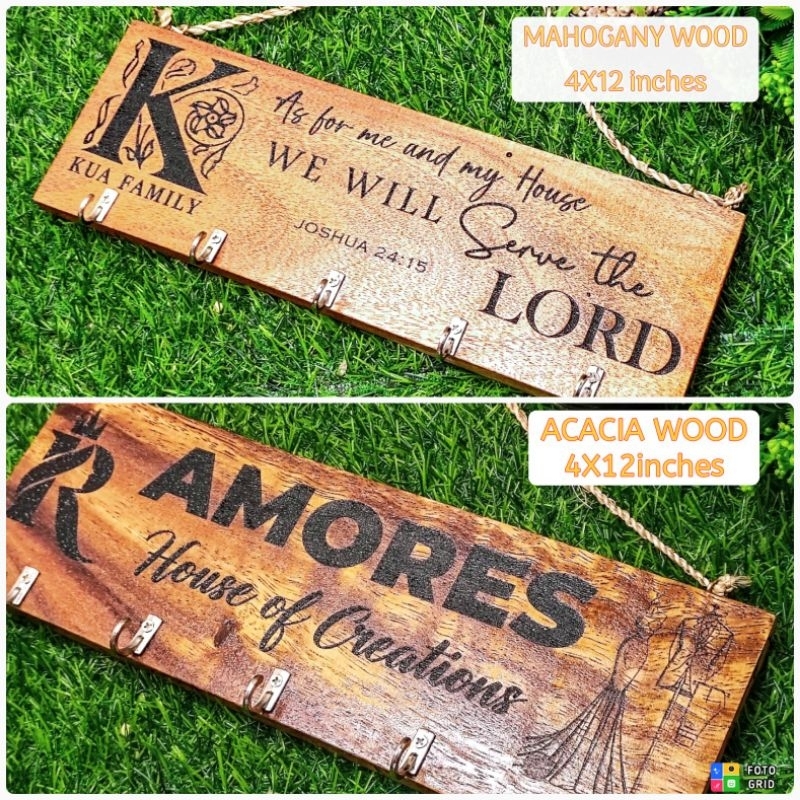 MAHOGANY WOOD
4X12 inches
K
KUA FAMILY
As for me and my House
WE WILL Serve the
LORD
JOSHUA 24:15
ACACIA WOOD
4X12inches
R
AMORES
House of Creations
FOTO
GRID